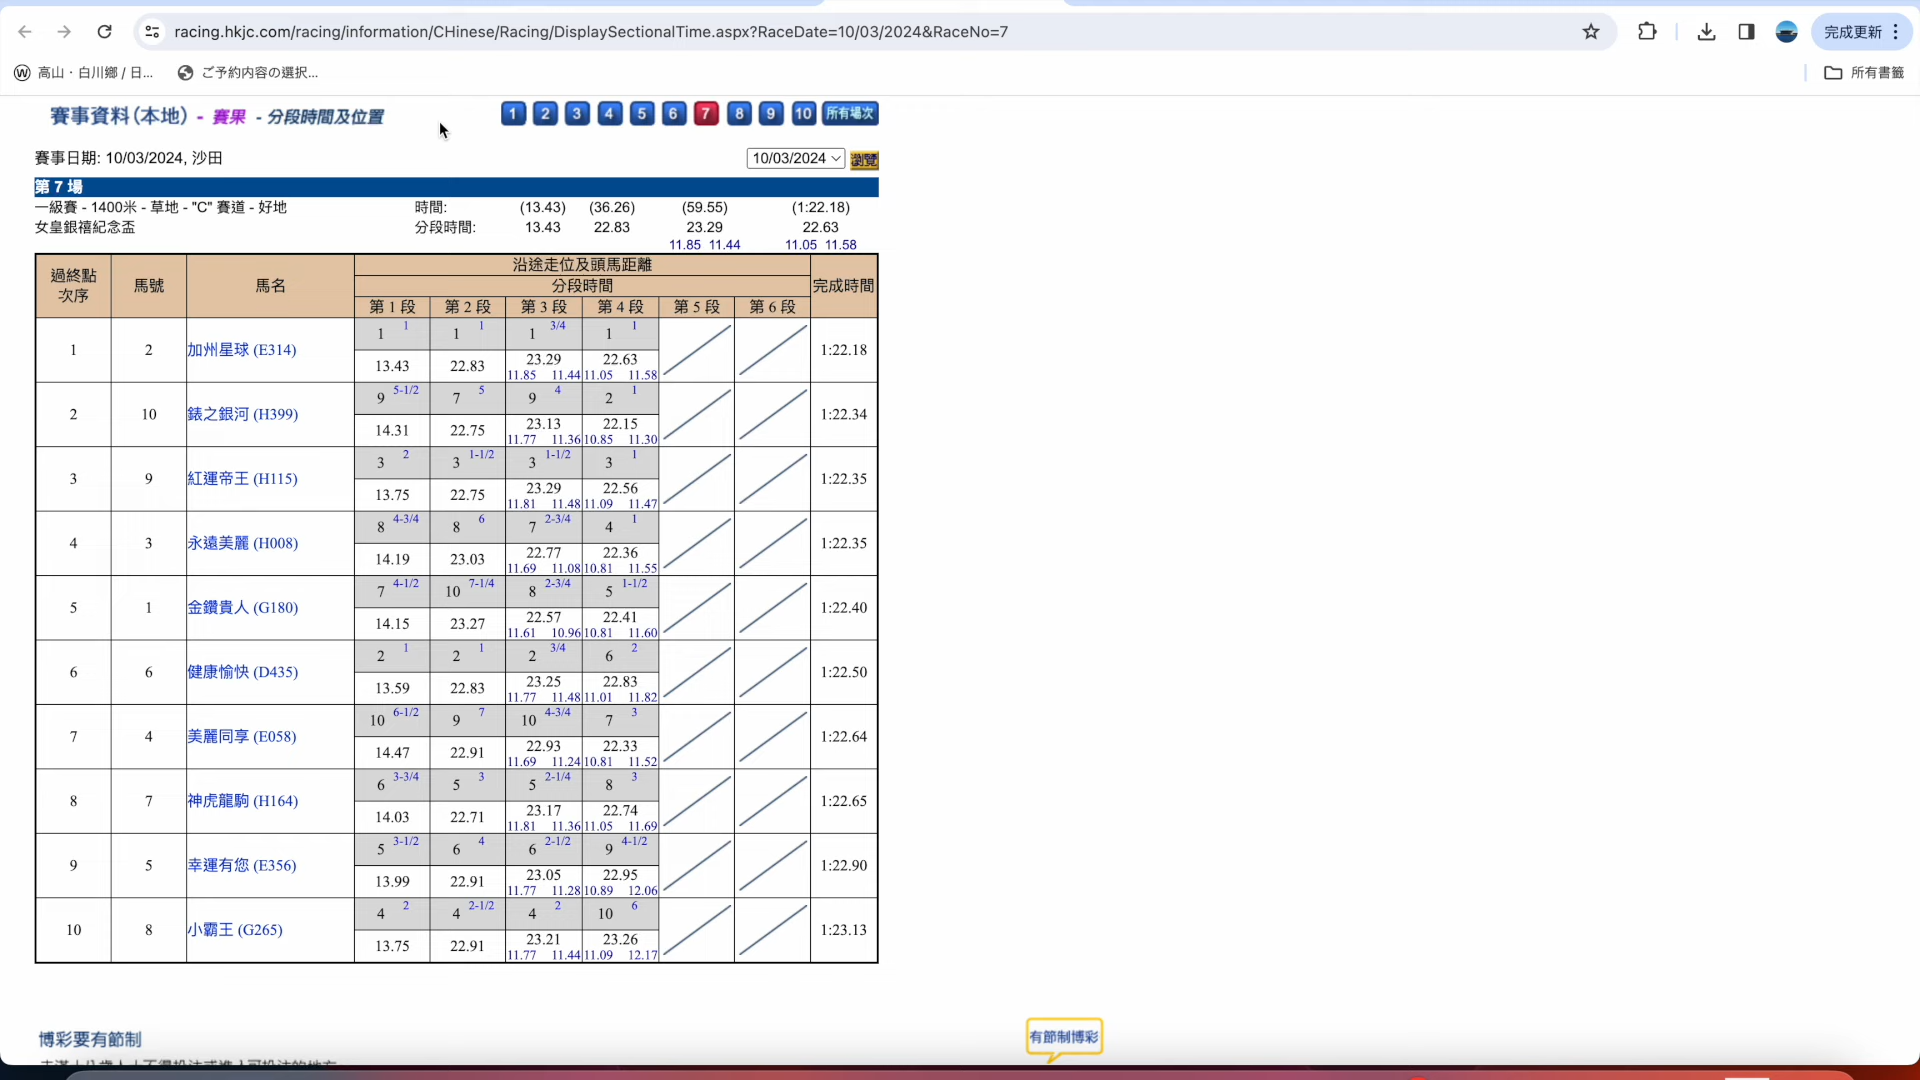 racing.hkjc.com/racing/information/CHinese/Racing/DisplaySectionalTime.aspx?RaceDate=10/03/2024&RaceNo=7
完成更新
高山・白川鄉 / 日...
ご予約内容の選択...
所有書籤
賽事資料(本地) - 賽果 - 分段時間及位置
1 2 3 4 5 6 7 8 9 10 所有場次
賽事日期: 10/03/2024, 沙田
10/03/2024 瀏覽
第 7 場
一級賽 - 1400米 - 草地 - "C" 賽道 - 好地 時間: (13.43) (36.26) (59.55) (1:22.18)
女皇銀禧紀念盃 分段時間: 13.43 22.83 23.29 22.63
11.85 11.44 11.05 11.58
過終點次序 馬號 馬名 沿途走位及頭馬距離 完成時間
分段時間
第 1 段 第 2 段 第 3 段 第 4 段 第 5 段 第 6 段
1 1 1 1 1 3/4 1 1
1 2 加州星球 (E314) 13.43 22.83 23.29 22.63 1:22.18
11.85 11.44 11.05 11.58
9 5-1/2 7 5 9 4 2 1
2 10 錶之銀河 (H399) 14.31 22.75 23.13 22.15 1:22.34
11.77 11.36 10.85 11.30
3 2 3 1-1/2 3 1-1/2 3 1
3 9 紅運帝王 (H115) 13.75 22.75 23.29 22.56 1:22.35
11.81 11.48 11.09 11.47
8 4-3/4 8 6 7 2-3/4 4 1
4 3 永遠美麗 (H008) 14.19 23.03 22.77 22.36 1:22.35
11.69 11.08 10.81 11.55
7 4-1/2 10 7-1/4 8 2-3/4 5 1-1/2
5 1 金鑽貴人 (G180) 14.15 23.27 22.57 22.41 1:22.40
11.61 10.96 10.81 11.60
2 1 2 1 2 3/4 6 2
6 6 健康愉快 (D435) 13.59 22.83 23.25 22.83 1:22.50
11.77 11.48 11.01 11.82
10 6-1/2 9 7 10 4-3/4 7 3
7 4 美麗同享 (E058) 14.47 22.91 22.93 22.33 1:22.64
11.69 11.24 10.81 11.52
6 3-3/4 5 3 5 2-1/4 8 3
8 7 神虎龍駒 (H164) 14.03 22.71 23.17 22.74 1:22.65
11.81 11.36 11.05 11.69
5 3-1/2 6 4 6 2-1/2 9 4-1/2
9 5 幸運有您 (E356) 13.99 22.91 23.05 22.95 1:22.90
11.77 11.28 10.89 12.06
4 2 4 2-1/2 4 2 10 6
10 8 小霸王 (G265) 13.75 22.91 23.21 23.26 1:23.13
11.77 11.44 11.09 12.17
博彩要有節制
有節制博彩